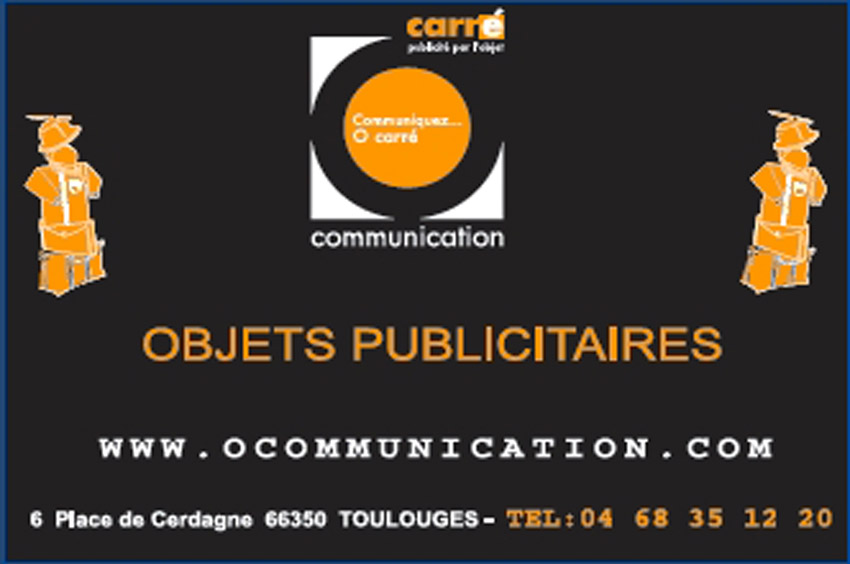 carré
publicité par l'objet
Communiquez...
O carré
communication
OBJETS PUBLICITAIRES
WWW.OCOMMUNICATION.COM
6 Place de Cerdagne 66350 TOULOUGES- TEL:04 68 35 12 20